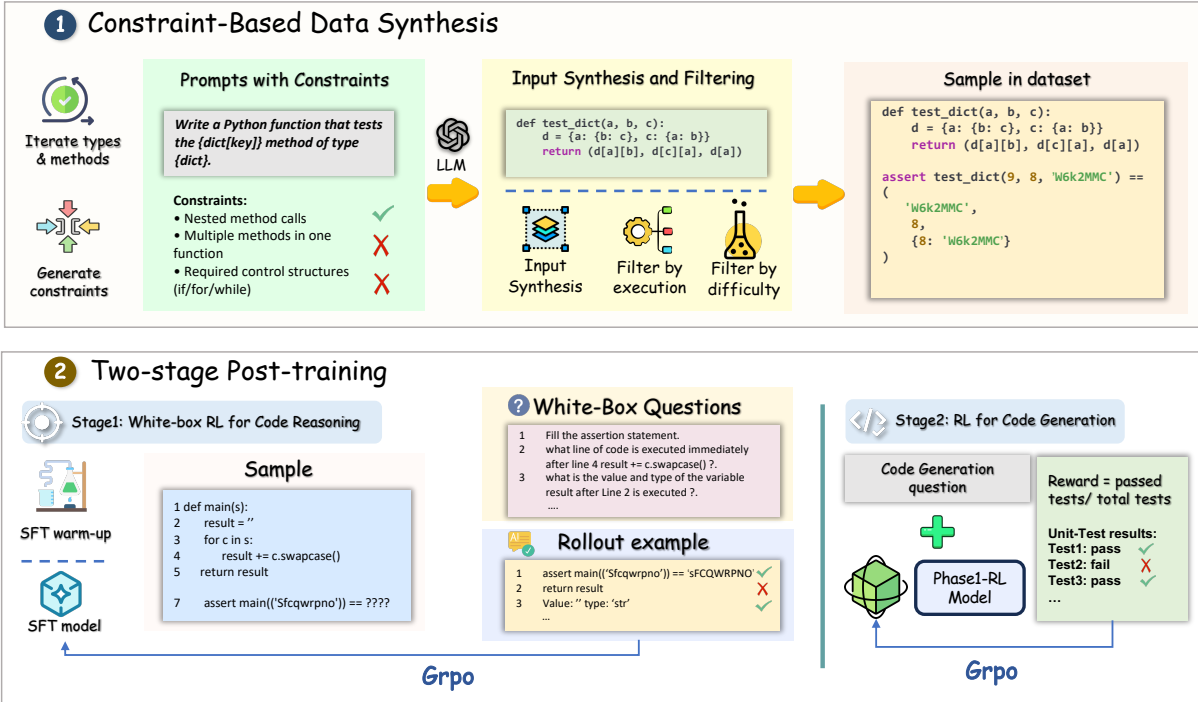 1 Constraint-Based Data Synthesis
Iterate types
& methods
Generate
constraints
Prompts with Constraints
Write a Python function that tests
the {dict[key]} method of type
{dict}.
Constraints:
• Nested method calls
• Multiple methods in one
function
• Required control structures
(if/for/while)
LLM
Input Synthesis and Filtering
def test_dict(a, b, c):
    d = {a: {b: c}, c: {a: b}}
    return (d[a][b], d[c][a], d[a])
Input
Synthesis
Filter by
execution
Filter by
difficulty
Sample in dataset
def test_dict(a, b, c):
    d = {a: {b: c}, c: {a: b}}
    return (d[a][b], d[c][a], d[a])
assert test_dict(9, 8, 'W6k2MMC') ==
(
    'W6k2MMC',
    8,
    {8: 'W6k2MMC'}
)
2 Two-stage Post-training
Stage1: White-box RL for Code Reasoning
SFT warm-up
SFT model
Sample
1 def main(s):
2     result = ''
3     for c in s:
4         result += c.swapcase()
5     return result
7     assert main(('Sfcqwrpno')) == ????
? White-Box Questions
1 Fill the assertion statement.
2 what line of code is executed immediately
after line 4 result += c.swapcase() ?.
3 what is the value and type of the variable
result after Line 2 is executed ?.
....
AI
Rollout example
1 assert main(('Sfcqwrpno')) == 'sFCQWRPNO'
2 return result
3 Value: '' type: 'str'
...
Grpo
</> Stage2: RL for Code Generation
Code Generation
question
Phase1-RL
Model
Reward = passed
tests/ total tests
Unit-Test results:
Test1: pass
Test2: fail
Test3: pass
...
Grpo